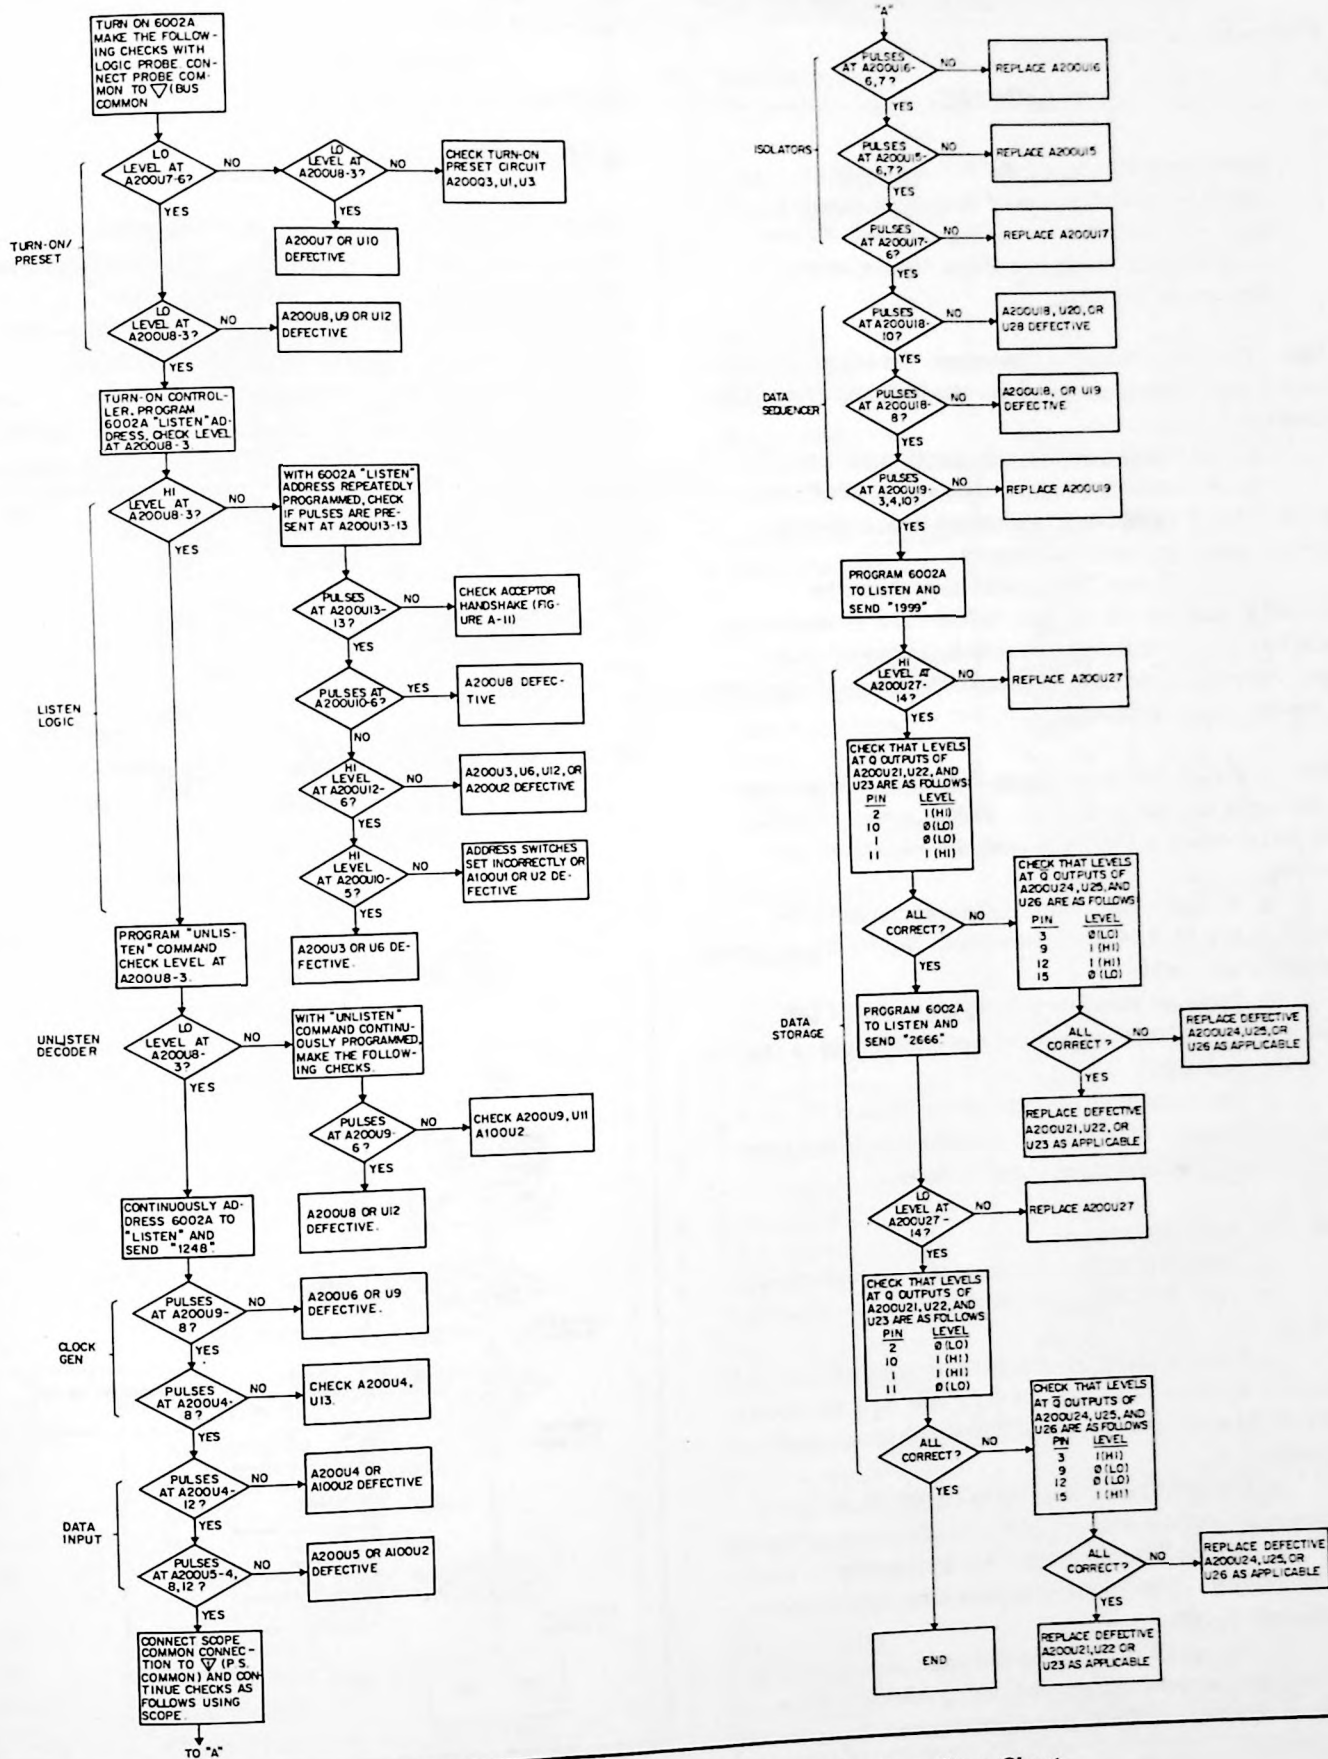 TURN ON 6002A
MAKE THE FOLLOW-
ING CHECKS WITH
LOGIC PROBE. CON-
NECT PROBE COM-
MON TO ▽ (BUS
COMMON
TURN-ON/
PRESET
LO
LEVEL AT
A200U7-6?
NO
YES
LO
LEVEL AT
A200U8-3?
NO
YES
CHECK TURN-ON
PRESET CIRCUIT
A200Q3, U1, U3
A200U7 OR U10
DEFECTIVE
LO
LEVEL AT
A200U8-3?
NO
YES
A200U8, U9 OR U12
DEFECTIVE
TURN-ON CONTROL-
LER, PROGRAM
6002A "LISTEN" AD-
DRESS, CHECK LEVEL
AT A200U8-3
LISTEN
LOGIC
HI
LEVEL AT
A200U8-3?
NO
YES
WITH 6002A "LISTEN"
ADDRESS REPEATEDLY
PROGRAMMED, CHECK
IF PULSES ARE PRE-
SENT AT A200U13-13
PULSES
AT A200U13-
13?
NO
YES
CHECK ACCEPTOR
HANDSHAKE (FIG-
URE A-11)
PULSES AT
A200U10-6?
YES
NO
A200U8 DEFEC-
TIVE
HI
LEVEL
AT A200U12-
6?
NO
YES
A200U3, U6, U12, OR
A200U2 DEFECTIVE
HI
LEVEL
AT A200U10-
5?
NO
YES
ADDRESS SWITCHES
SET INCORRECTLY OR
A100U1 OR U2 DE-
FECTIVE
A200U3 OR U6 DE-
FECTIVE.
PROGRAM "UNLIS-
TEN" COMMAND
CHECK LEVEL AT
A200U8-3.
UNLISTEN
DECODER
LO
LEVEL AT
A200U8-
3?
NO
YES
WITH "UNLISTEN"
COMMAND CONTINU-
OUSLY PROGRAMMED,
MAKE THE FOLLOW-
ING CHECKS.
PULSES
AT A200U9-
6?
NO
YES
CHECK A200U9, U11
A100U2
A200U8 OR U12
DEFECTIVE.
CONTINUOUSLY AD-
DRESS 6002A TO
"LISTEN" AND
SEND "1248".
CLOCK
GEN
PULSES
AT A200U9-
8?
NO
YES
A200U6 OR U9
DEFECTIVE.
PULSES
AT A200U4-
8?
NO
YES
CHECK A200U4,
U13.
DATA
INPUT
PULSES
AT A200U4-
12?
NO
YES
A200U4 OR
A100U2 DEFECTIVE
PULSES
AT A200U5-4,
8,12?
NO
YES
A200U5 OR A100U2
DEFECTIVE
CONNECT SCOPE
COMMON CONNEC-
TION TO ▽ (P.S.
COMMON) AND CON-
TINUE CHECKS AS
FOLLOWS USING
SCOPE.
TO "A"
"A"
ISOLATORS
PULSES
AT A200U16-
6,7?
NO
YES
REPLACE A200U16
PULSES
AT A200U15-
6,7?
NO
YES
REPLACE A200U15
PULSES
AT A200U17-
6?
NO
YES
REPLACE A200U17
DATA
SEQUENCER
PULSES
AT A200U18-
10?
NO
YES
A200U18, U20, OR
U28 DEFECTIVE
PULSES
AT A200U18-
8?
NO
YES
A200U18, OR U19
DEFECTIVE
PULSES
AT A200U19-
3,4,10?
NO
YES
REPLACE A200U19
PROGRAM 6002A
TO LISTEN AND
SEND "1999"
DATA
STORAGE
HI
LEVEL AT
A200U27-
14?
NO
YES
REPLACE A200U27
CHECK THAT LEVELS
AT Q OUTPUTS OF
A200U21, U22, AND
U23 ARE AS FOLLOWS
PIN LEVEL
2 1 (HI)
10 0 (LO)
1 0 (LO)
11 1 (HI)
ALL
CORRECT?
NO
YES
CHECK THAT LEVELS
AT Q̅ OUTPUTS OF
A200U24, U25, AND
U26 ARE AS FOLLOWS
PIN LEVEL
3 0 (LO)
9 1 (HI)
12 1 (HI)
15 0 (LO)
ALL
CORRECT?
NO
YES
REPLACE DEFECTIVE
A200U24, U25, OR
U26 AS APPLICABLE
REPLACE DEFECTIVE
A200U21, U22, OR
U23 AS APPLICABLE
PROGRAM 6002A
TO LISTEN AND
SEND "2666".
LO
LEVEL AT
A200U27-
14?
NO
YES
REPLACE A200U27
CHECK THAT LEVELS
AT Q OUTPUTS OF
A200U21, U22, AND
U23 ARE AS FOLLOWS
PIN LEVEL
2 0 (LO)
10 1 (HI)
1 1 (HI)
11 0 (LO)
ALL
CORRECT?
NO
YES
CHECK THAT LEVELS
AT Q̅ OUTPUTS OF
A200U24, U25, AND
U26 ARE AS FOLLOWS
PIN LEVEL
3 1 (HI)
9 0 (LO)
12 0 (LO)
15 1 (HI)
ALL
CORRECT?
NO
YES
REPLACE DEFECTIVE
A200U24, U25, OR
U26 AS APPLICABLE
REPLACE DEFECTIVE
A200U21, U22 OR
U23 AS APPLICABLE
END